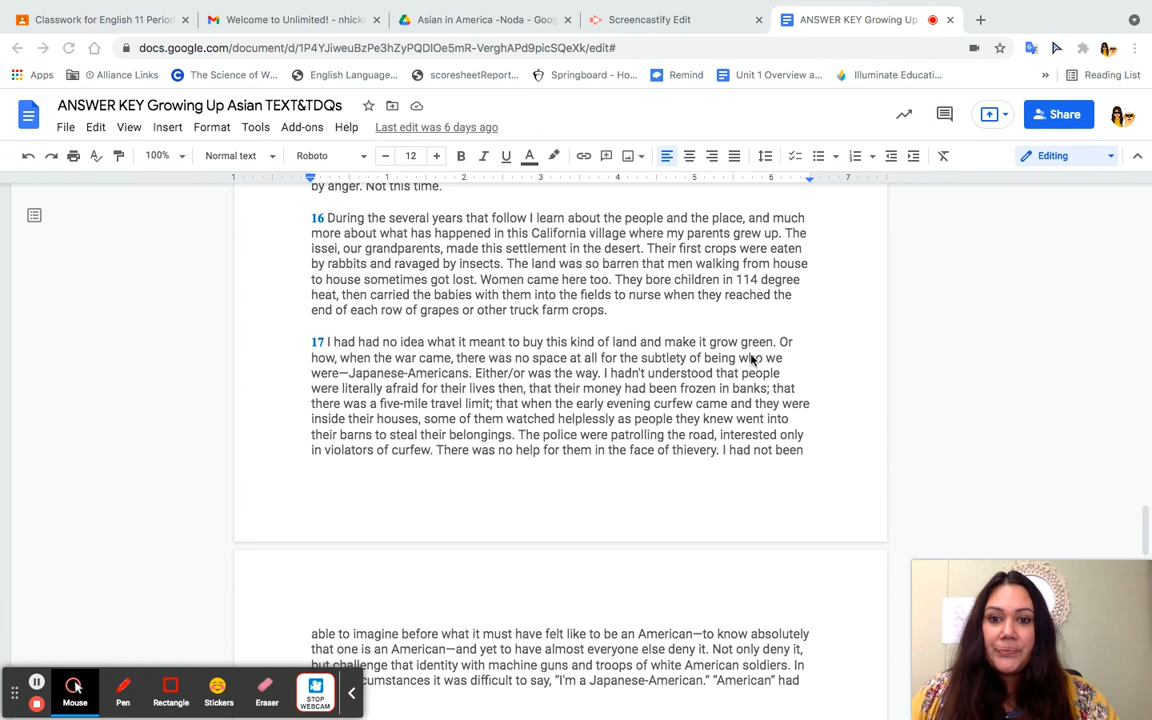 Classwork for English 11 Period
Welcome to Unlimited! - nhick
Asian in America -Noda - Goog
Screencastify Edit
ANSWER KEY Growing Up
docs.google.com/document/d/1P4YJiweuBzPe3hZyPQDIOe5mR-VerghAPd9picSQeXk/edit#
Apps
Alliance Links
The Science of W...
English Language...
scoresheetReport...
Springboard - Ho...
Remind
Unit 1 Overview a...
Illuminate Educati...
»
Reading List
ANSWER KEY Growing Up Asian TEXT&TDQs
File Edit View Insert Format Tools Add-ons Help Last edit was 6 days ago
Share
100% Normal text Roboto - 12 + B I U A
Editing
1 1 2 3 4 5 6 7
by anger. Not this time.
16 During the several years that follow I learn about the people and the place, and much
more about what has happened in this California village where my parents grew up. The
issei, our grandparents, made this settlement in the desert. Their first crops were eaten
by rabbits and ravaged by insects. The land was so barren that men walking from house
to house sometimes got lost. Women came here too. They bore children in 114 degree
heat, then carried the babies with them into the fields to nurse when they reached the
end of each row of grapes or other truck farm crops.
17 I had had no idea what it meant to buy this kind of land and make it grow green. Or
how, when the war came, there was no space at all for the subtlety of being who we
were—Japanese-Americans. Either/or was the way. I hadn't understood that people
were literally afraid for their lives then, that their money had been frozen in banks; that
there was a five-mile travel limit; that when the early evening curfew came and they were
inside their houses, some of them watched helplessly as people they knew went into
their barns to steal their belongings. The police were patrolling the road, interested only
in violators of curfew. There was no help for them in the face of thievery. I had not been
able to imagine before what it must have felt like to be an American—to know absolutely
that one is an American—and yet to have almost everyone else deny it. Not only deny it,
but challenge that identity with machine guns and troops of white American soldiers. In
cumstances it was difficult to say, "I'm a Japanese-American." "American" had
Mouse
Pen
Rectangle
Stickers
Eraser
STOP
WEBCAM